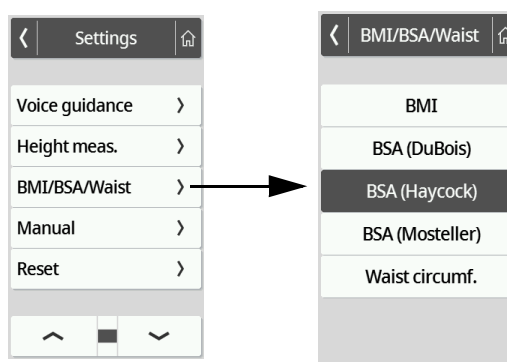 Settings
Voice guidance
Height meas.
BMI/BSA/Waist
Manual
Reset
BMI/BSA/Waist
BMI
BSA (DuBois)
BSA (Haycock)
BSA (Mosteller)
Waist circumf.